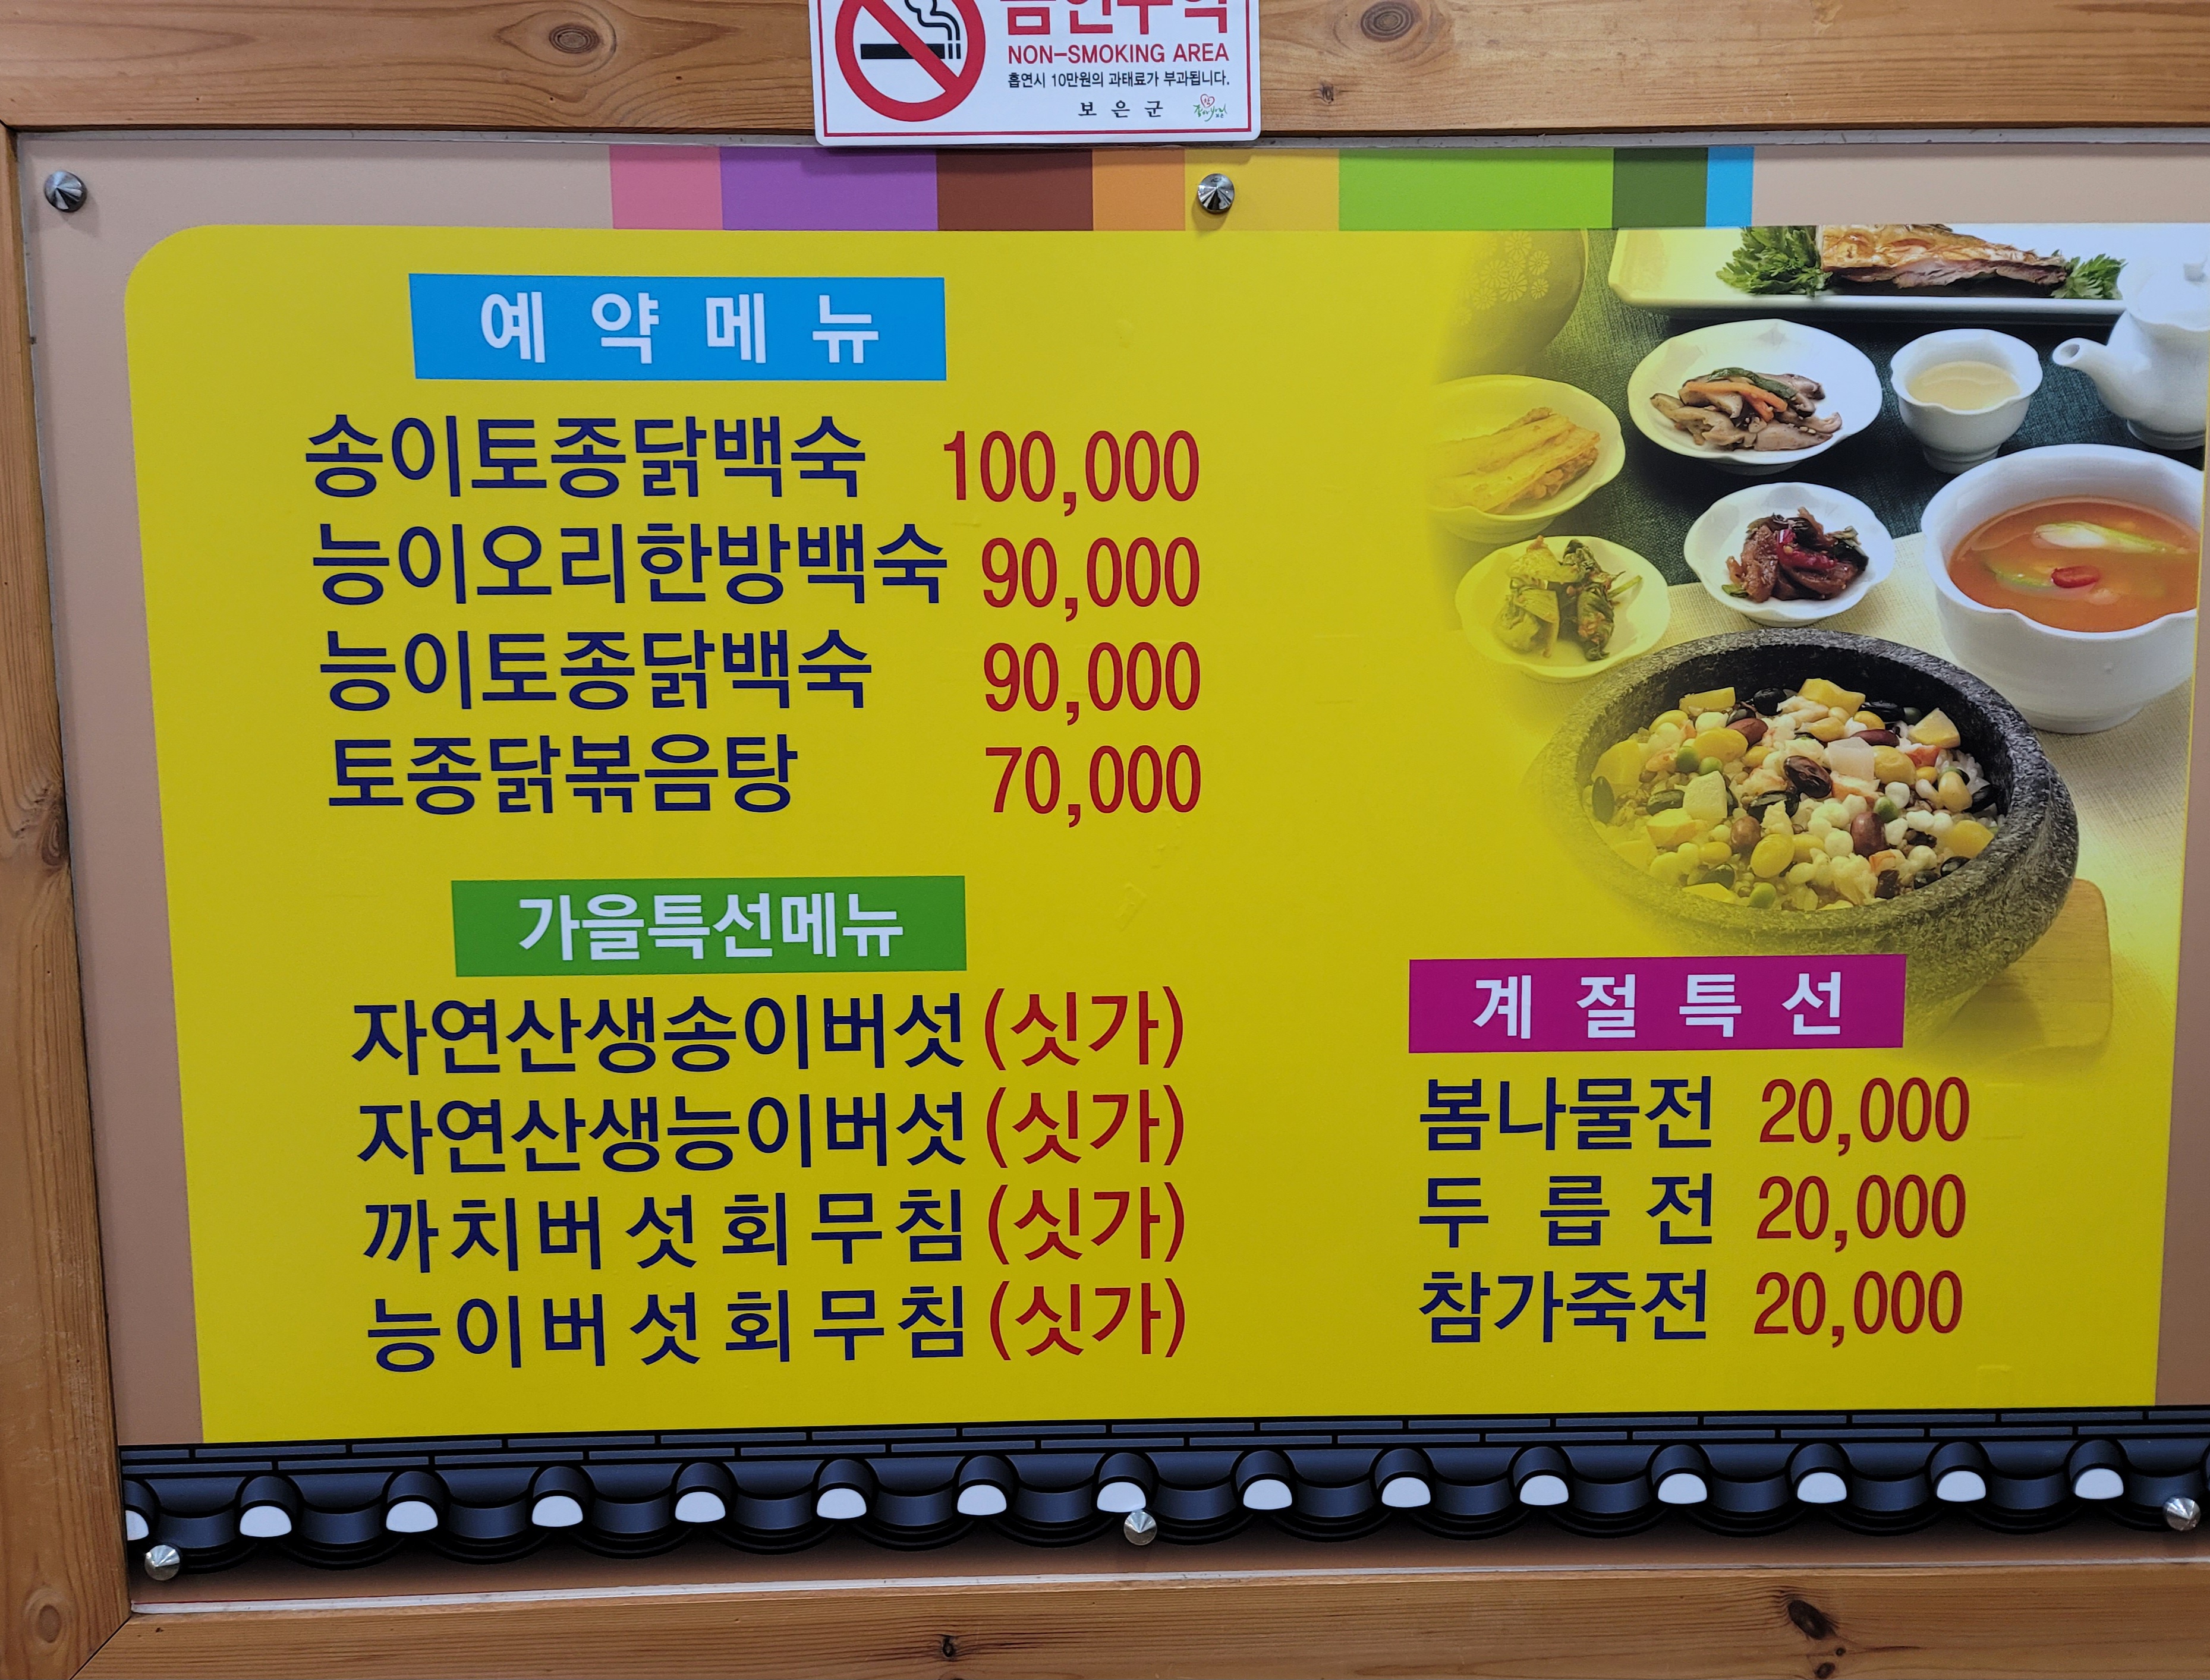 금연구역
NON-SMOKING AREA
흡연시 10만원의 과태료가 부과됩니다.
보은군
예약메뉴
송이토종닭백숙 100,000
능이오리한방백숙 90,000
능이토종닭백숙 90,000
토종닭볶음탕 70,000
가을특선메뉴
자연산생송이버섯(싯가)
자연산생능이버섯(싯가)
까치버섯회무침(싯가)
능이버섯회무침(싯가)
계절특선
봄나물전 20,000
두릅전 20,000
참가죽전 20,000